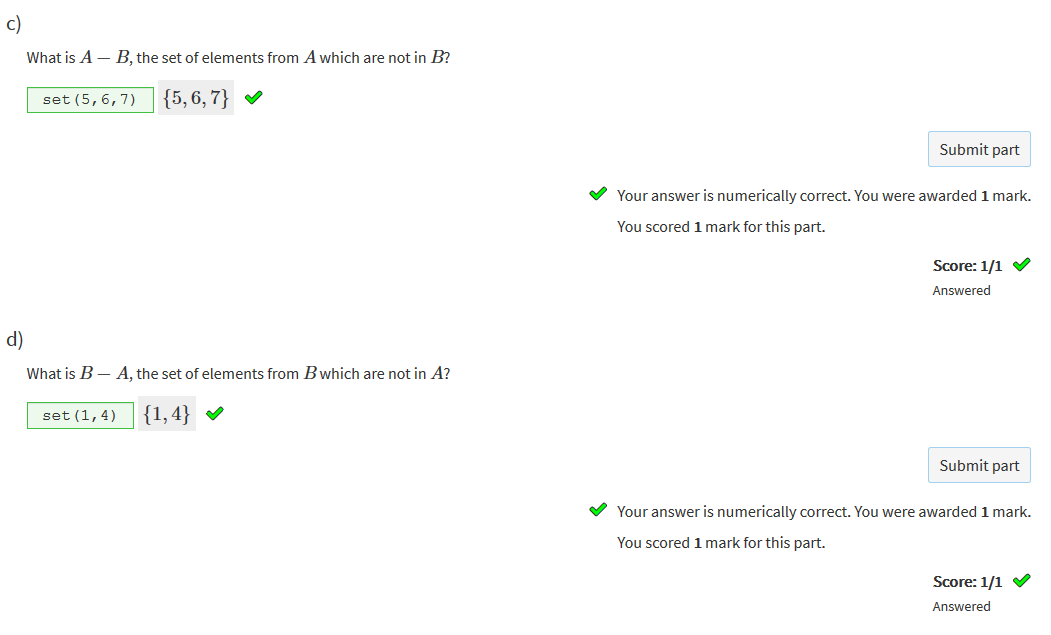 c)
What is A − B, the set of elements from A which are not in B?
set(5,6,7) {5, 6, 7}
Submit part
Your answer is numerically correct. You were awarded 1 mark.
You scored 1 mark for this part.
Score: 1/1
Answered
d)
What is B − A, the set of elements from B which are not in A?
set(1,4) {1, 4}
Submit part
Your answer is numerically correct. You were awarded 1 mark.
You scored 1 mark for this part.
Score: 1/1
Answered